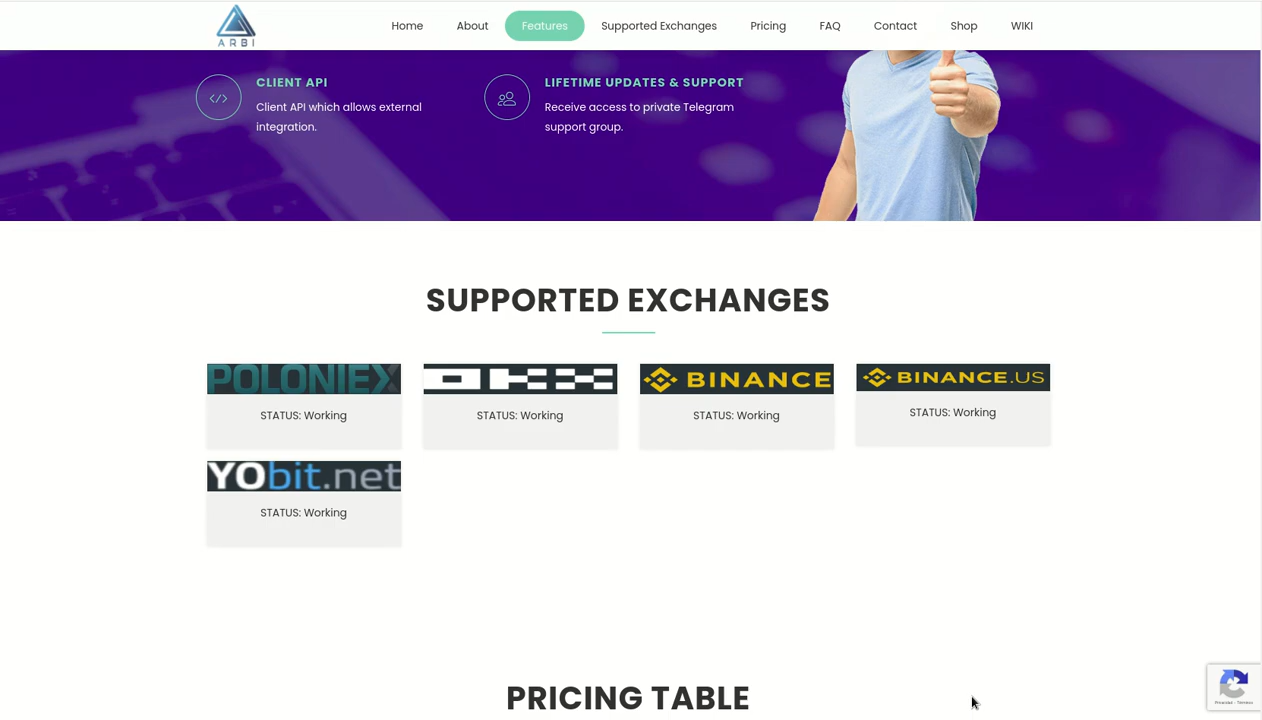 ARBI
Home About Features Supported Exchanges Pricing FAQ Contact Shop WIKI
CLIENT API
Client API which allows external
integration.
LIFETIME UPDATES & SUPPORT
Receive access to private Telegram
support group.
SUPPORTED EXCHANGES
POLONIEX
STATUS: Working
OKX
STATUS: Working
BINANCE
STATUS: Working
BINANCE.US
STATUS: Working
YObit.net
STATUS: Working
PRICING TABLE